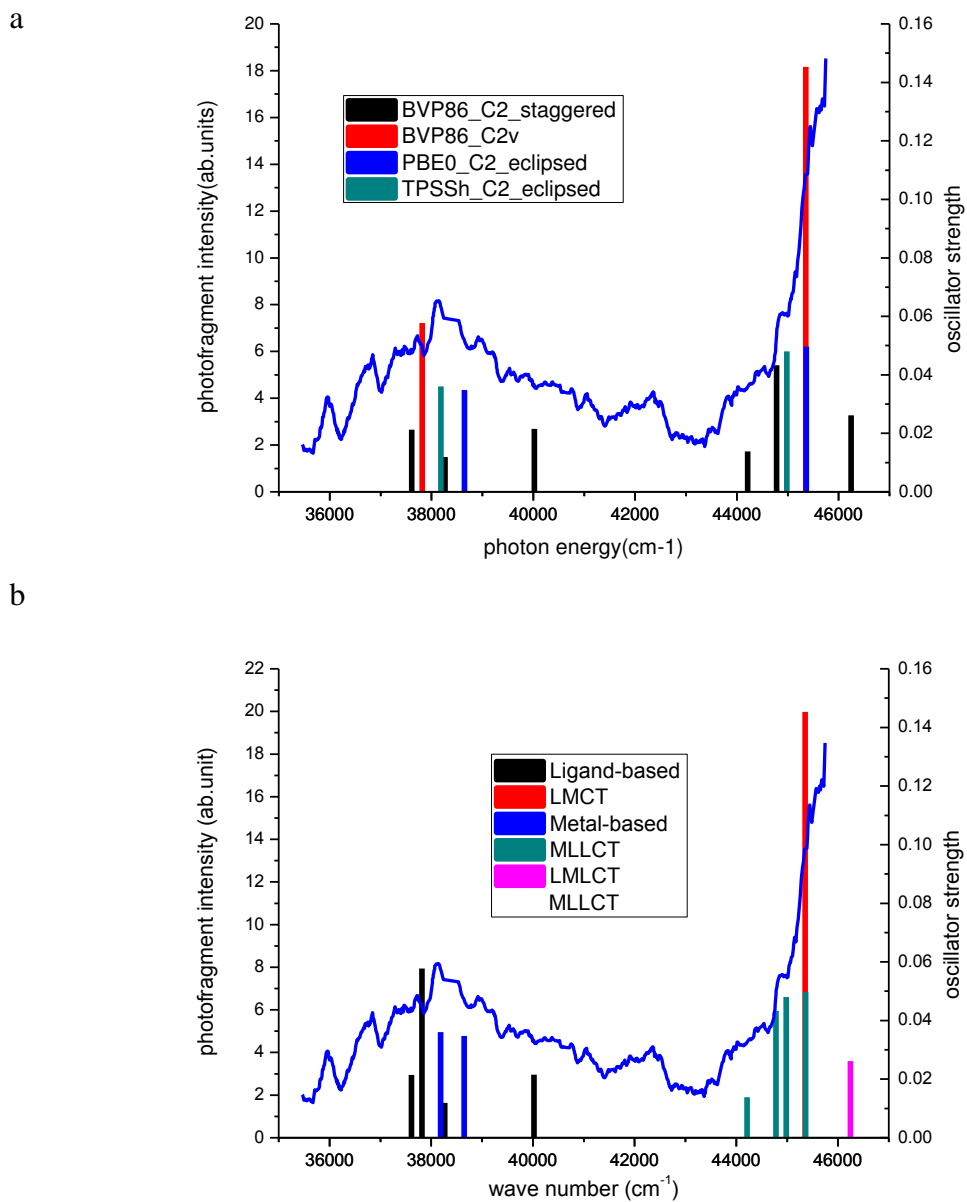 a
photofragment intensity(ab.units)
20
18
16
14
12
10
8
6
4
2
0
BVP86_C2_staggered
BVP86_C2v
PBE0_C2_eclipsed
TPSSh_C2_eclipsed
0.16
0.14
0.12
0.10
0.08
0.06
0.04
0.02
0.00
oscillator strength
36000 38000 40000 42000 44000 46000
photon energy(cm-1)
b
photofragment intensity (ab.unit)
22
20
18
16
14
12
10
8
6
4
2
0
Ligand-based
LMCT
Metal-based
MLLCT
LMLCT
MLLCT
0.16
0.14
0.12
0.10
0.08
0.06
0.04
0.02
0.00
oscillator strength
36000 38000 40000 42000 44000 46000
wave number (cm⁻¹)